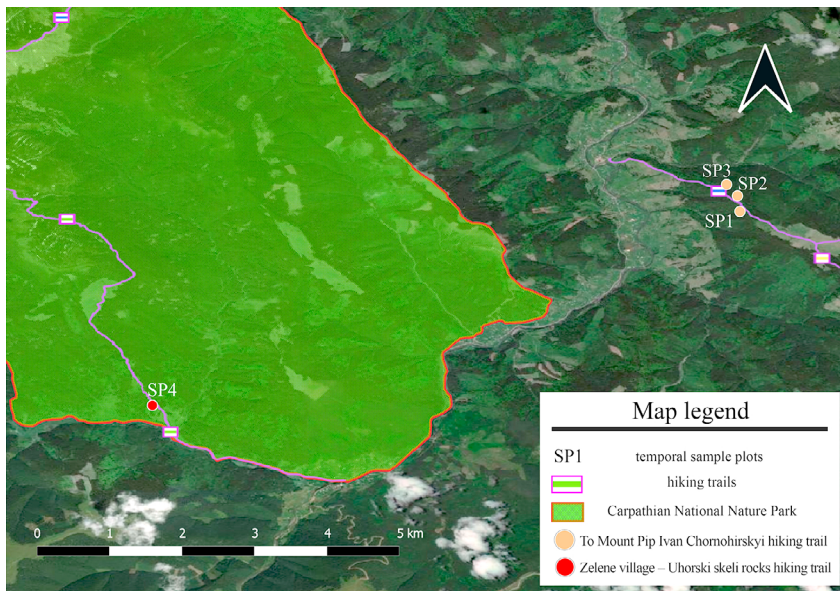 SP3
SP2
SP1
SP4
Map legend
SP1 temporal sample plots
hiking trails
Carpathian National Nature Park
To Mount Pip Ivan Chornohirskyi hiking trail
Zelene village – Uhorski skeli rocks hiking trail
0 1 2 3 4 5 km